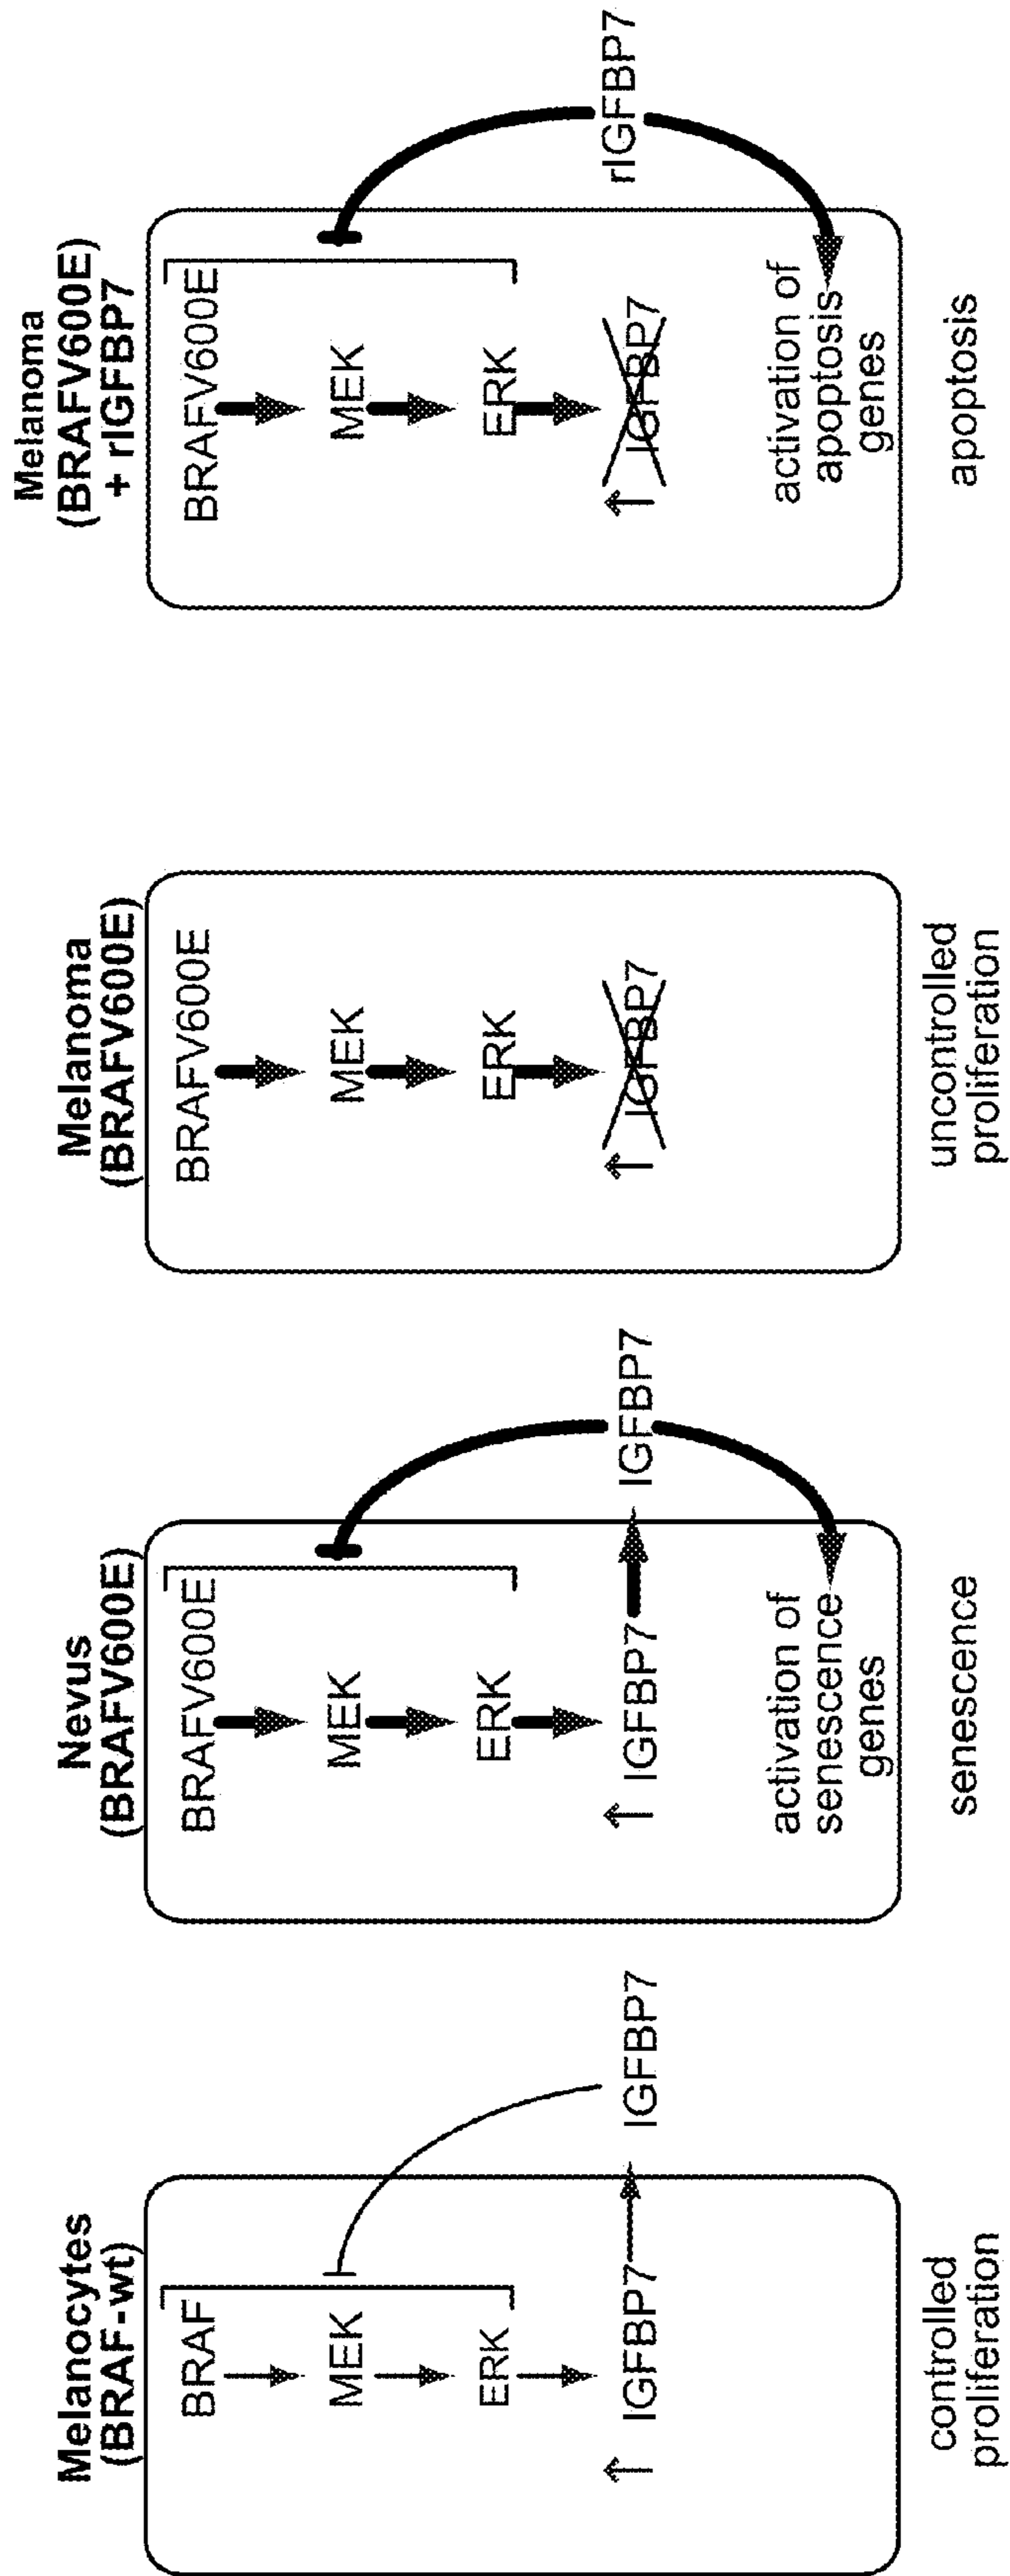 Melanocytes
(BRAF-wt)
BRAF
MEK
ERK
↑ IGFBP7
IGFBP7
controlled
proliferation
Nevus
(BRAFV600E)
BRAFV600E
MEK
ERK
↑ IGFBP7
IGFBP7
activation of
senescence
genes
senescence
Melanoma
(BRAFV600E)
BRAFV600E
MEK
ERK
↑ IGFBP7
uncontrolled
proliferation
Melanoma
(BRAFV600E)
+ rIGFBP7
BRAFV600E
MEK
ERK
↑ IGFBP7
rIGFBP7
activation of
apoptosis
genes
apoptosis